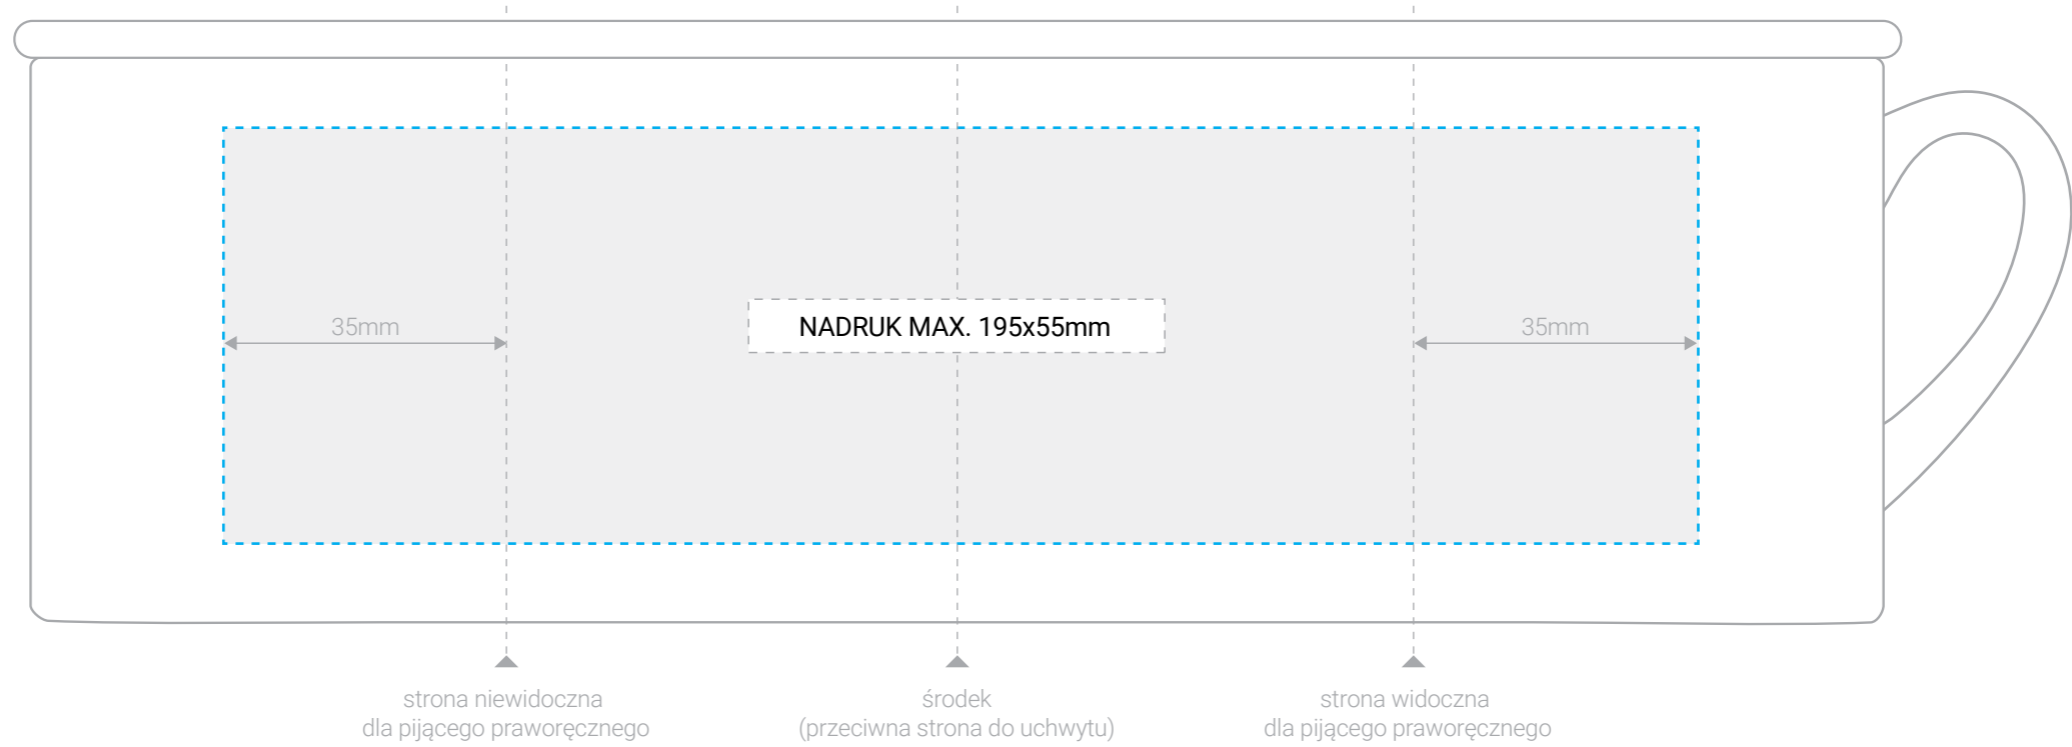 35mm
NADRUK MAX. 195x55mm
35mm
strona niewidoczna
dla pijącego praworęcznego
środek
(przeciwna strona do uchwytu)
strona widoczna
dla pijącego praworęcznego